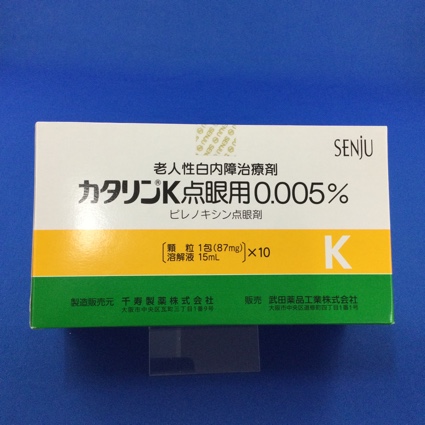 SENJU
老人性白内障治療剤
カタリン®K点眼用0.005%
ピレノキシン点眼剤
顆粒 1包(87mg)
溶解液 15mL
×10
K
製造販売元 千寿製薬株式会社
販売 武田薬品工業株式会社